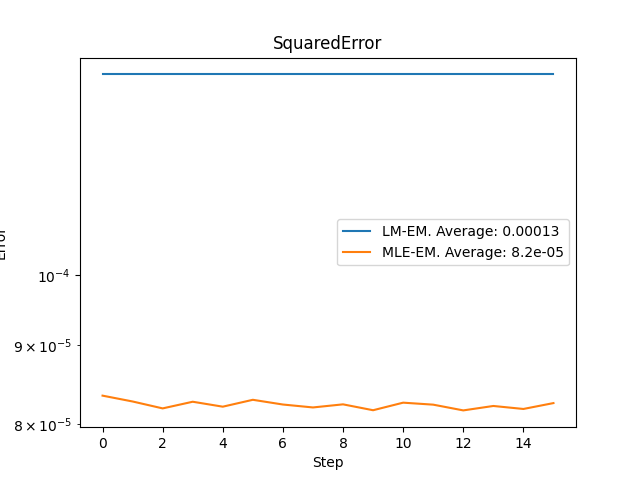 SquaredError
Error
LM-EM. Average: 0.00013
MLE-EM. Average: 8.2e-05
10⁻⁴
9 × 10⁻⁵
8 × 10⁻⁵
0 2 4 6 8 10 12 14
Step